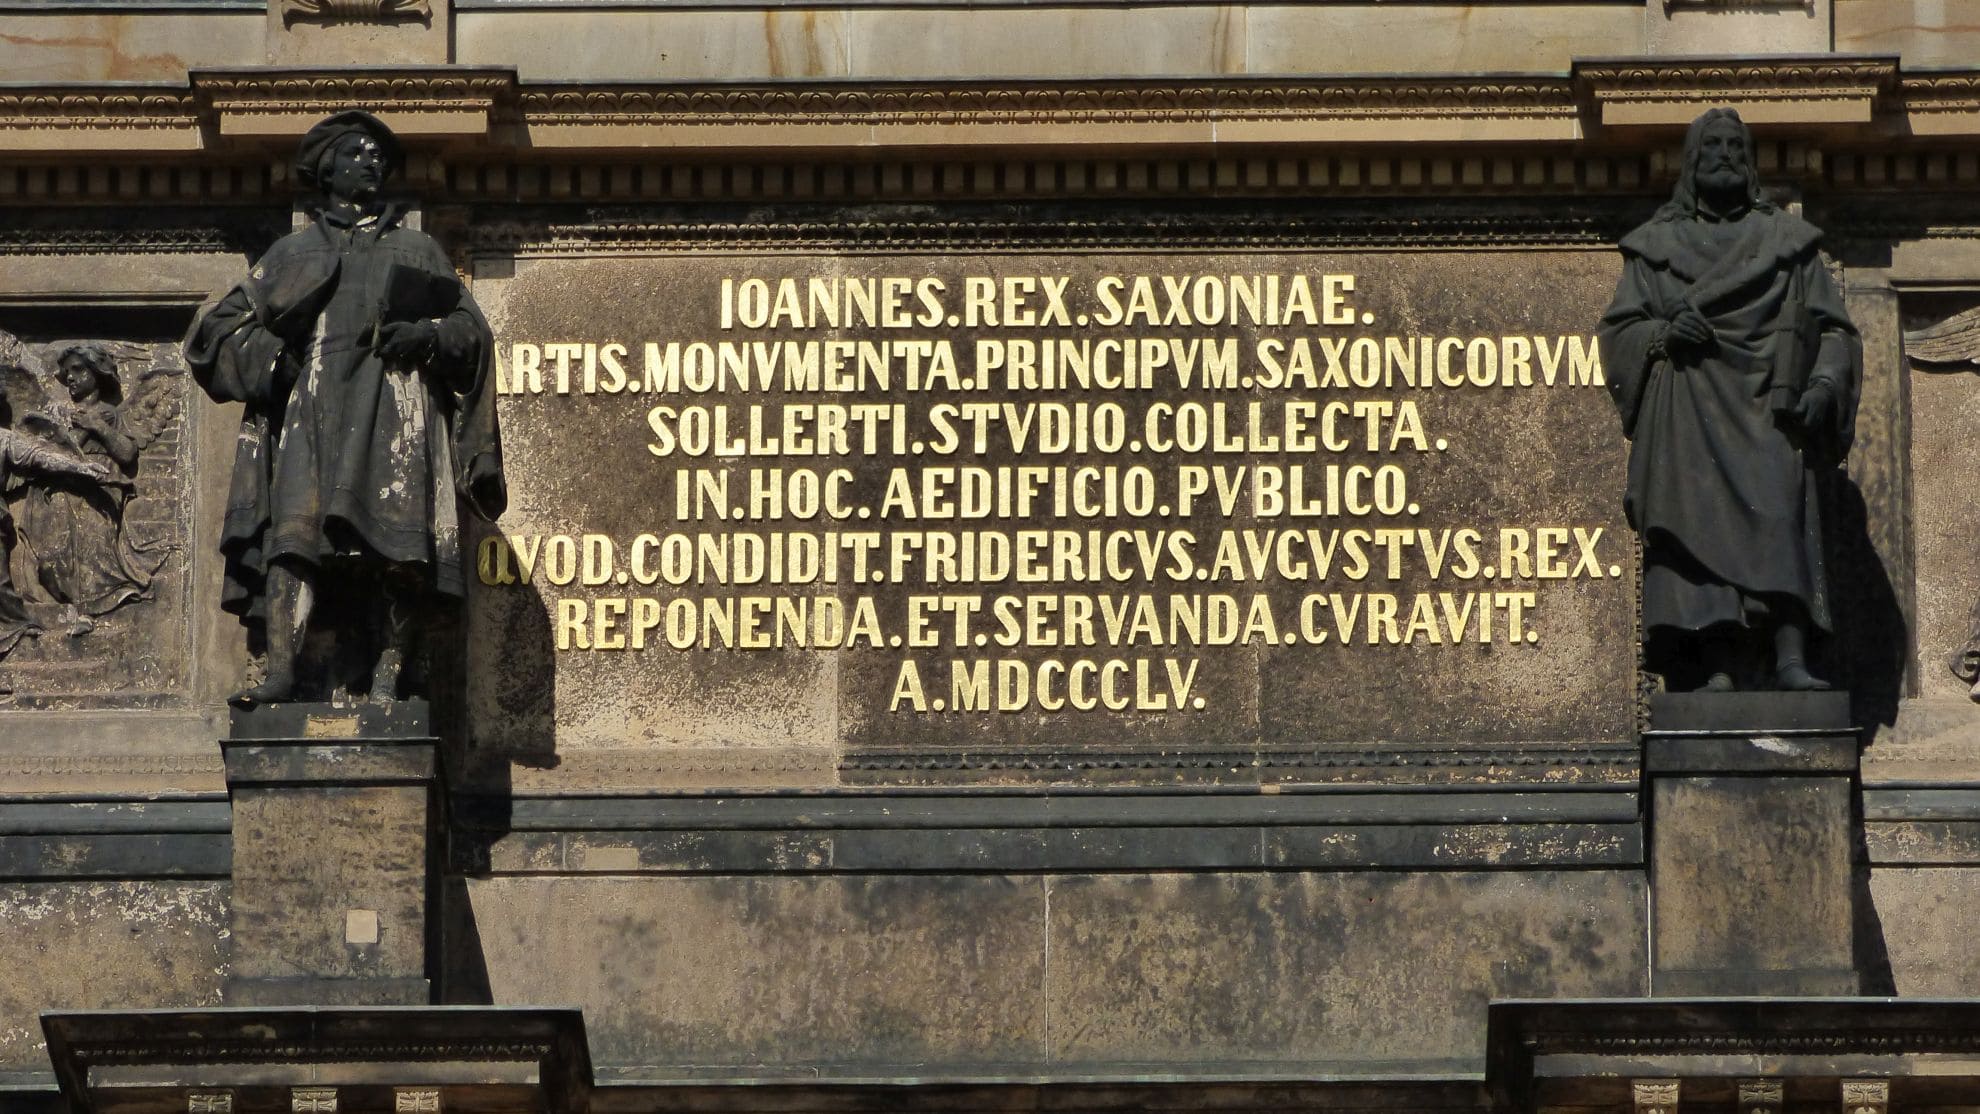 IOANNES.REX.SAXONIAE.
ARTIS.MONVMENTA.PRINCIPVM.SAXONICORVM
SOLLERTI.STVDIO.COLLECTA.
IN.HOC.AEDIFICIO.PVBLICO.
QVOD.CONDIDIT.FRIDERICVS.AVGVSTVS.REX.
REPONENDA.ET.SERVANDA.CVRAVIT.
A.MDCCCLV.